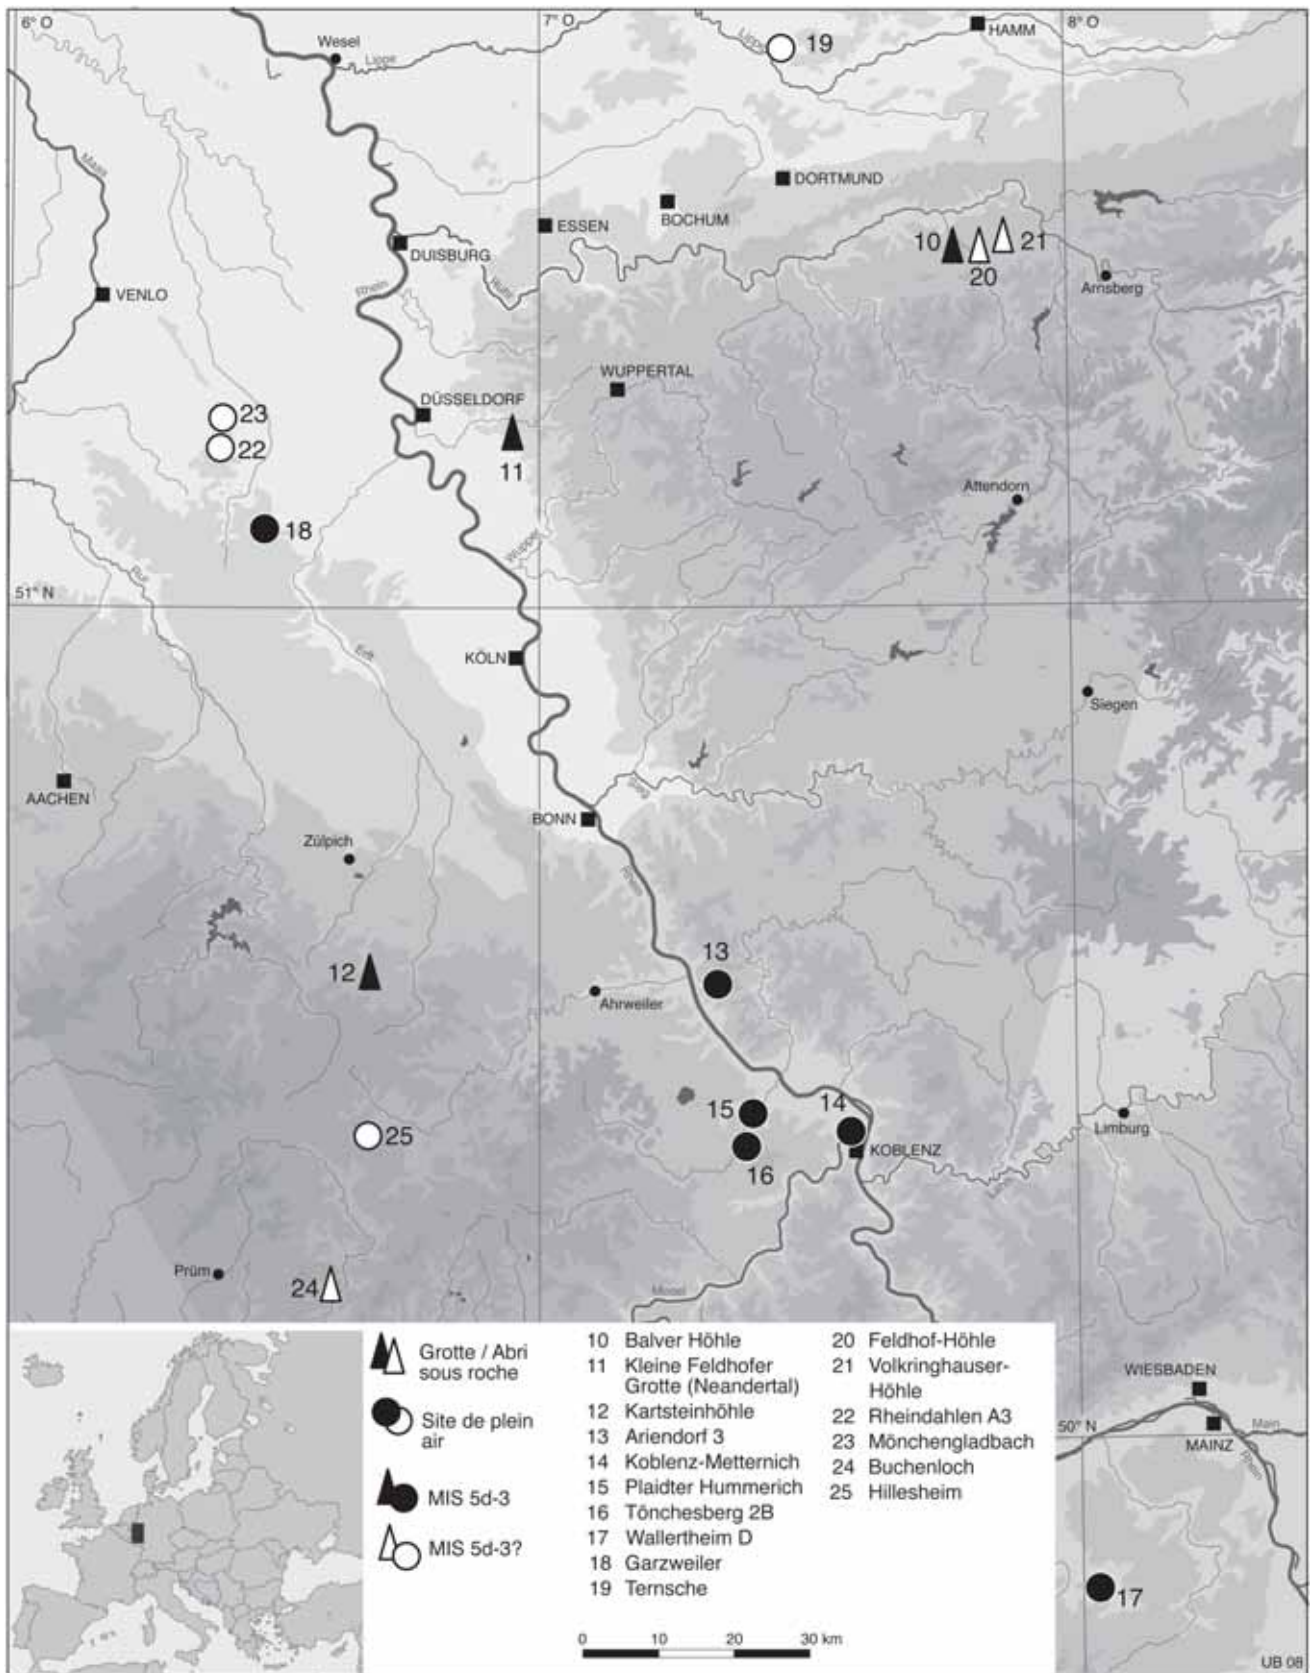 6° O
7° O
8° O
Wesel
Lippe
Lippe
19
HAMM
Maas
DORTMUND
BOCHUM
ESSEN
10
20
21
DUISBURG
Ruhr
Arnsberg
Rhein
VENLO
WUPPERTAL
DÜSSELDORF
23
22
11
Attendorn
18
Wupper
Rur
51° N
Erft
KÖLN
Siegen
AACHEN
Sieg
BONN
Zülpich
Rhein
12
13
Ahrweiler
15
14
Limburg
25
16
KOBLENZ
Lahn
Prüm
24
Mosel
Grotte / Abri
sous roche
Site de plein
air
MIS 5d-3
MIS 5d-3?
10 Balver Höhle
11 Kleine Feldhofer
Grotte (Neandertal)
12 Kartsteinhöhle
13 Ariendorf 3
14 Koblenz-Metternich
15 Plaidter Hummerich
16 Tönchesberg 2B
17 Wallertheim D
18 Garzweiler
19 Ternsche
20 Feldhof-Höhle
21 Volkringhauser-
Höhle
22 Rheindahlen A3
23 Mönchengladbach
24 Buchenloch
25 Hillesheim
0 10 20 30 km
WIESBADEN
50° N
Main
MAINZ
Rhein
17
UB 08